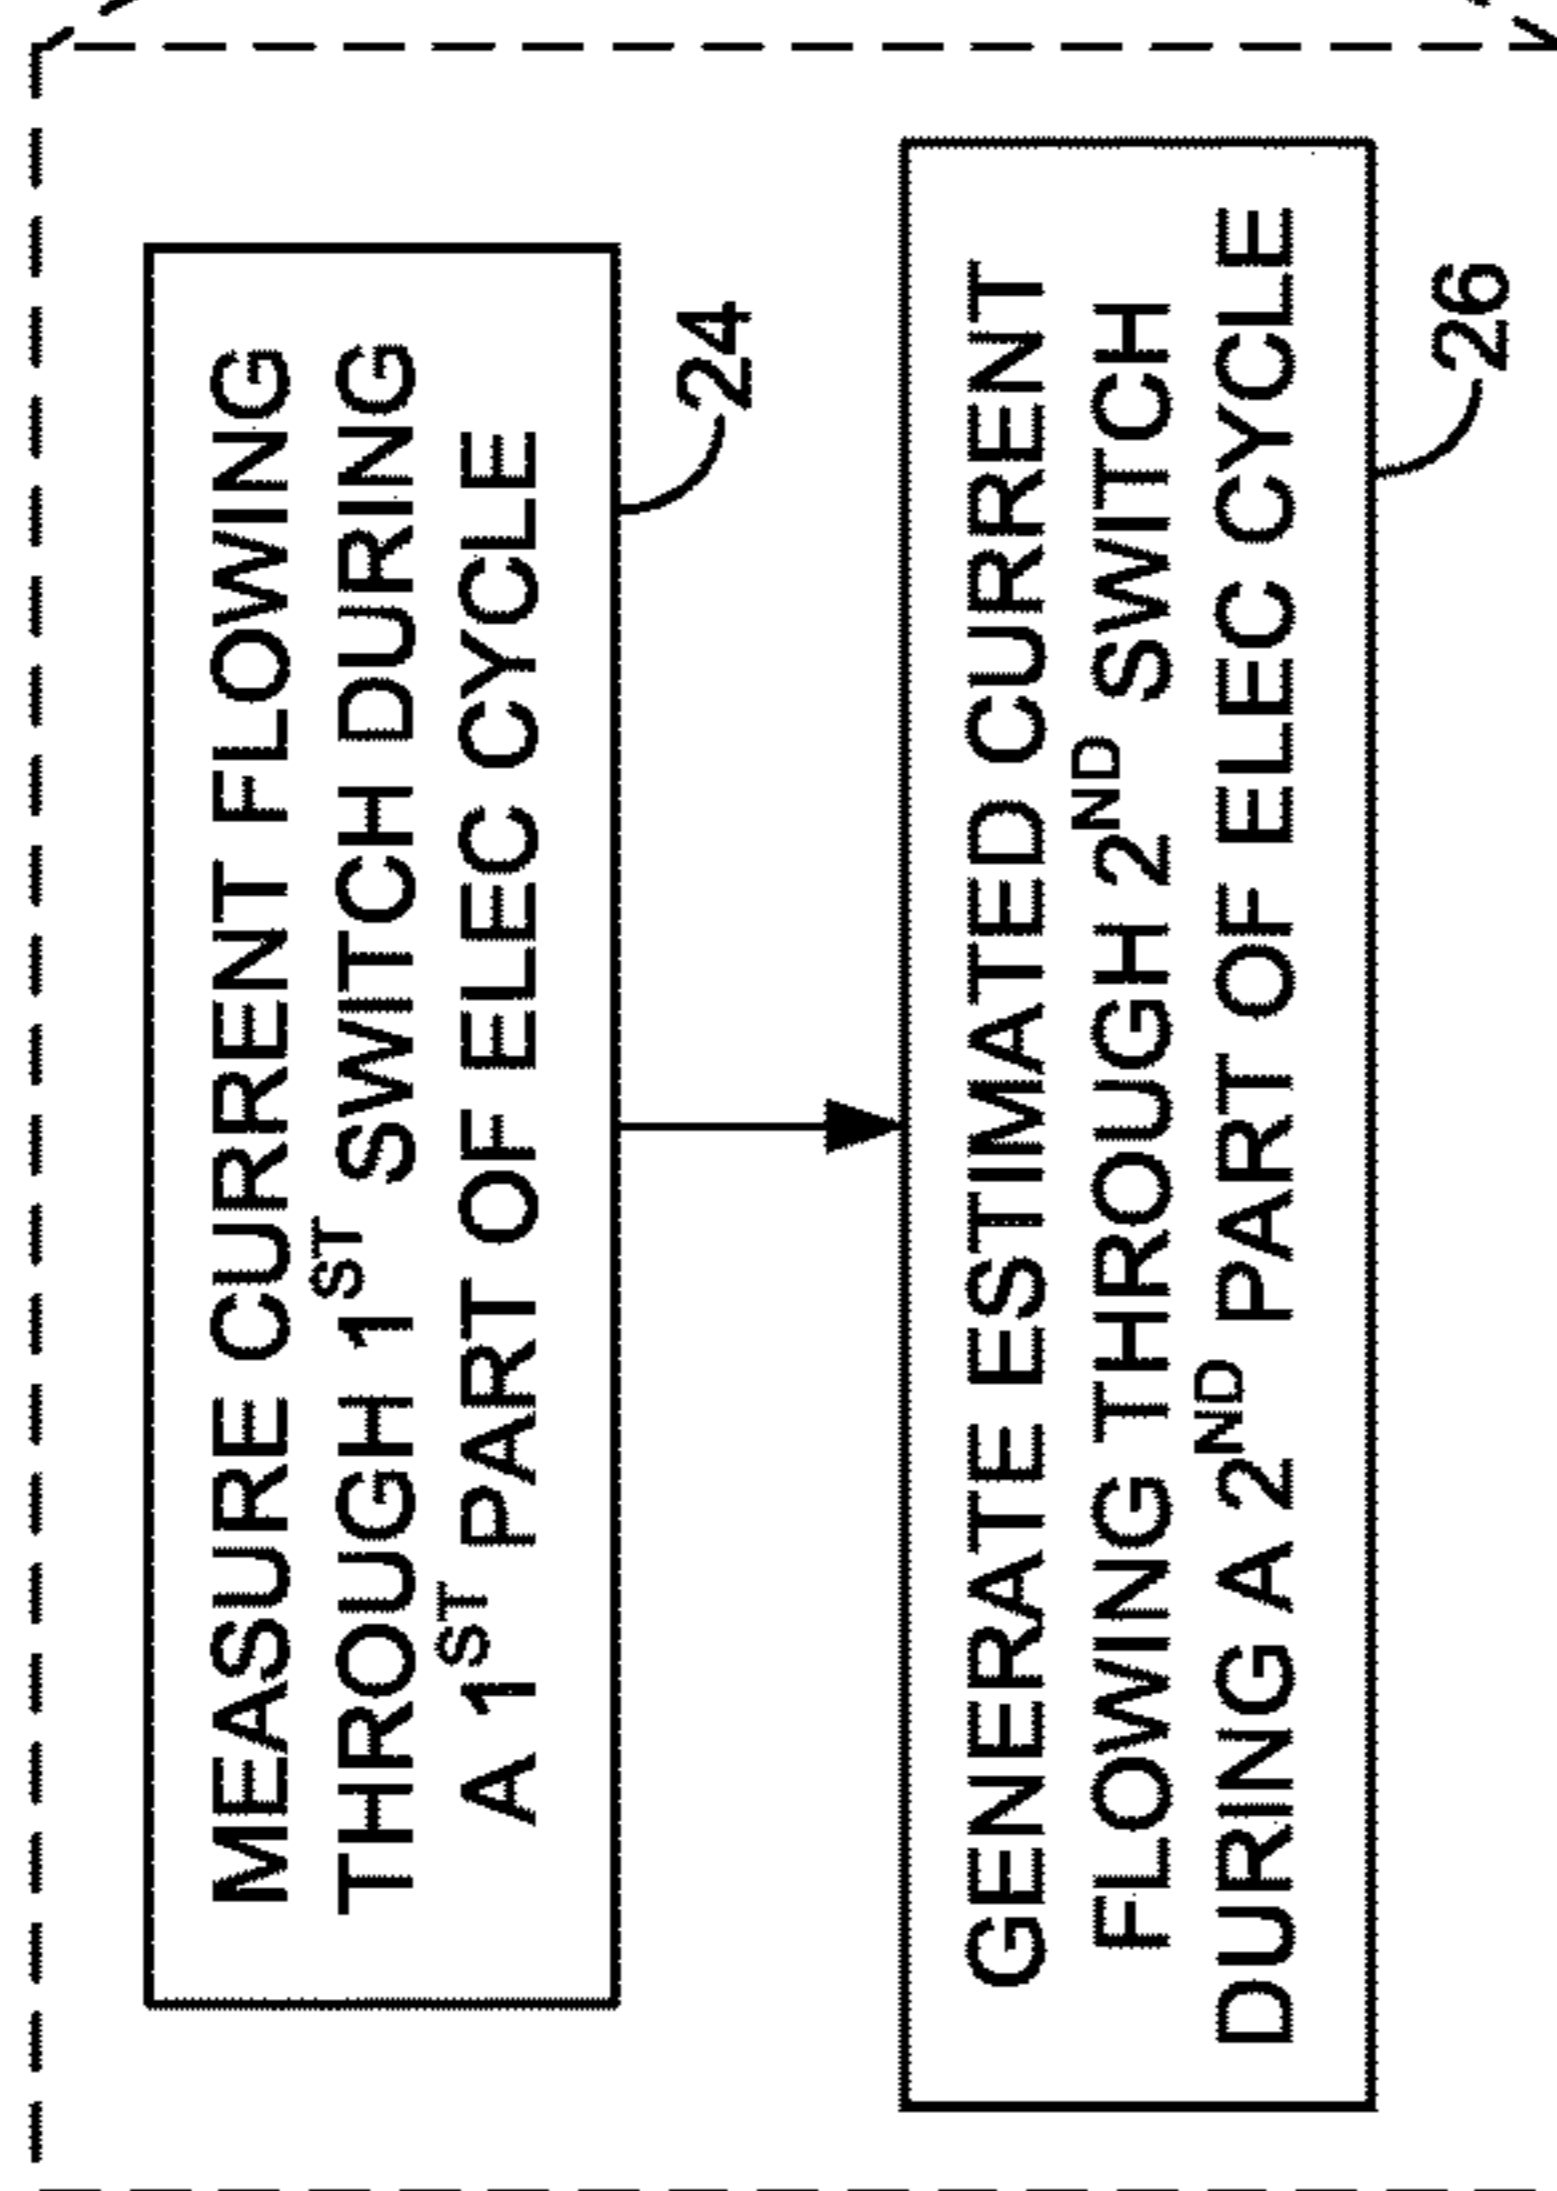 MEASURE CURRENT FLOWING
THROUGH 1ST SWITCH DURING
A 1ST PART OF ELEC CYCLE
24
GENERATE ESTIMATED CURRENT
FLOWING THROUGH 2ND SWITCH
DURING A 2ND PART OF ELEC CYCLE
26